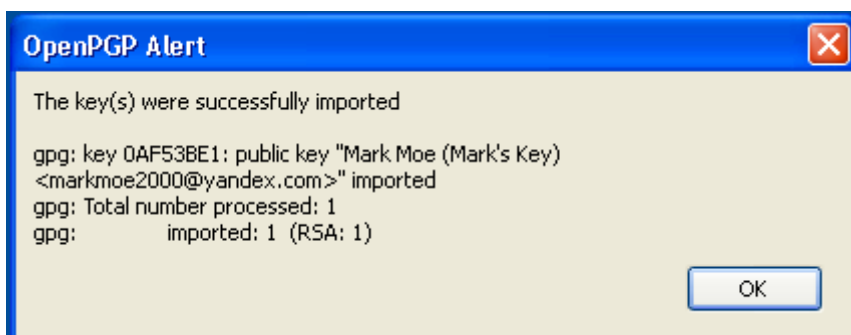 OpenPGP Alert
The key(s) were successfully imported
gpg: key 0AF53BE1: public key "Mark Moe (Mark's Key)
<markmoe2000@yandex.com>" imported
gpg: Total number processed: 1
gpg:               imported: 1  (RSA: 1)
OK